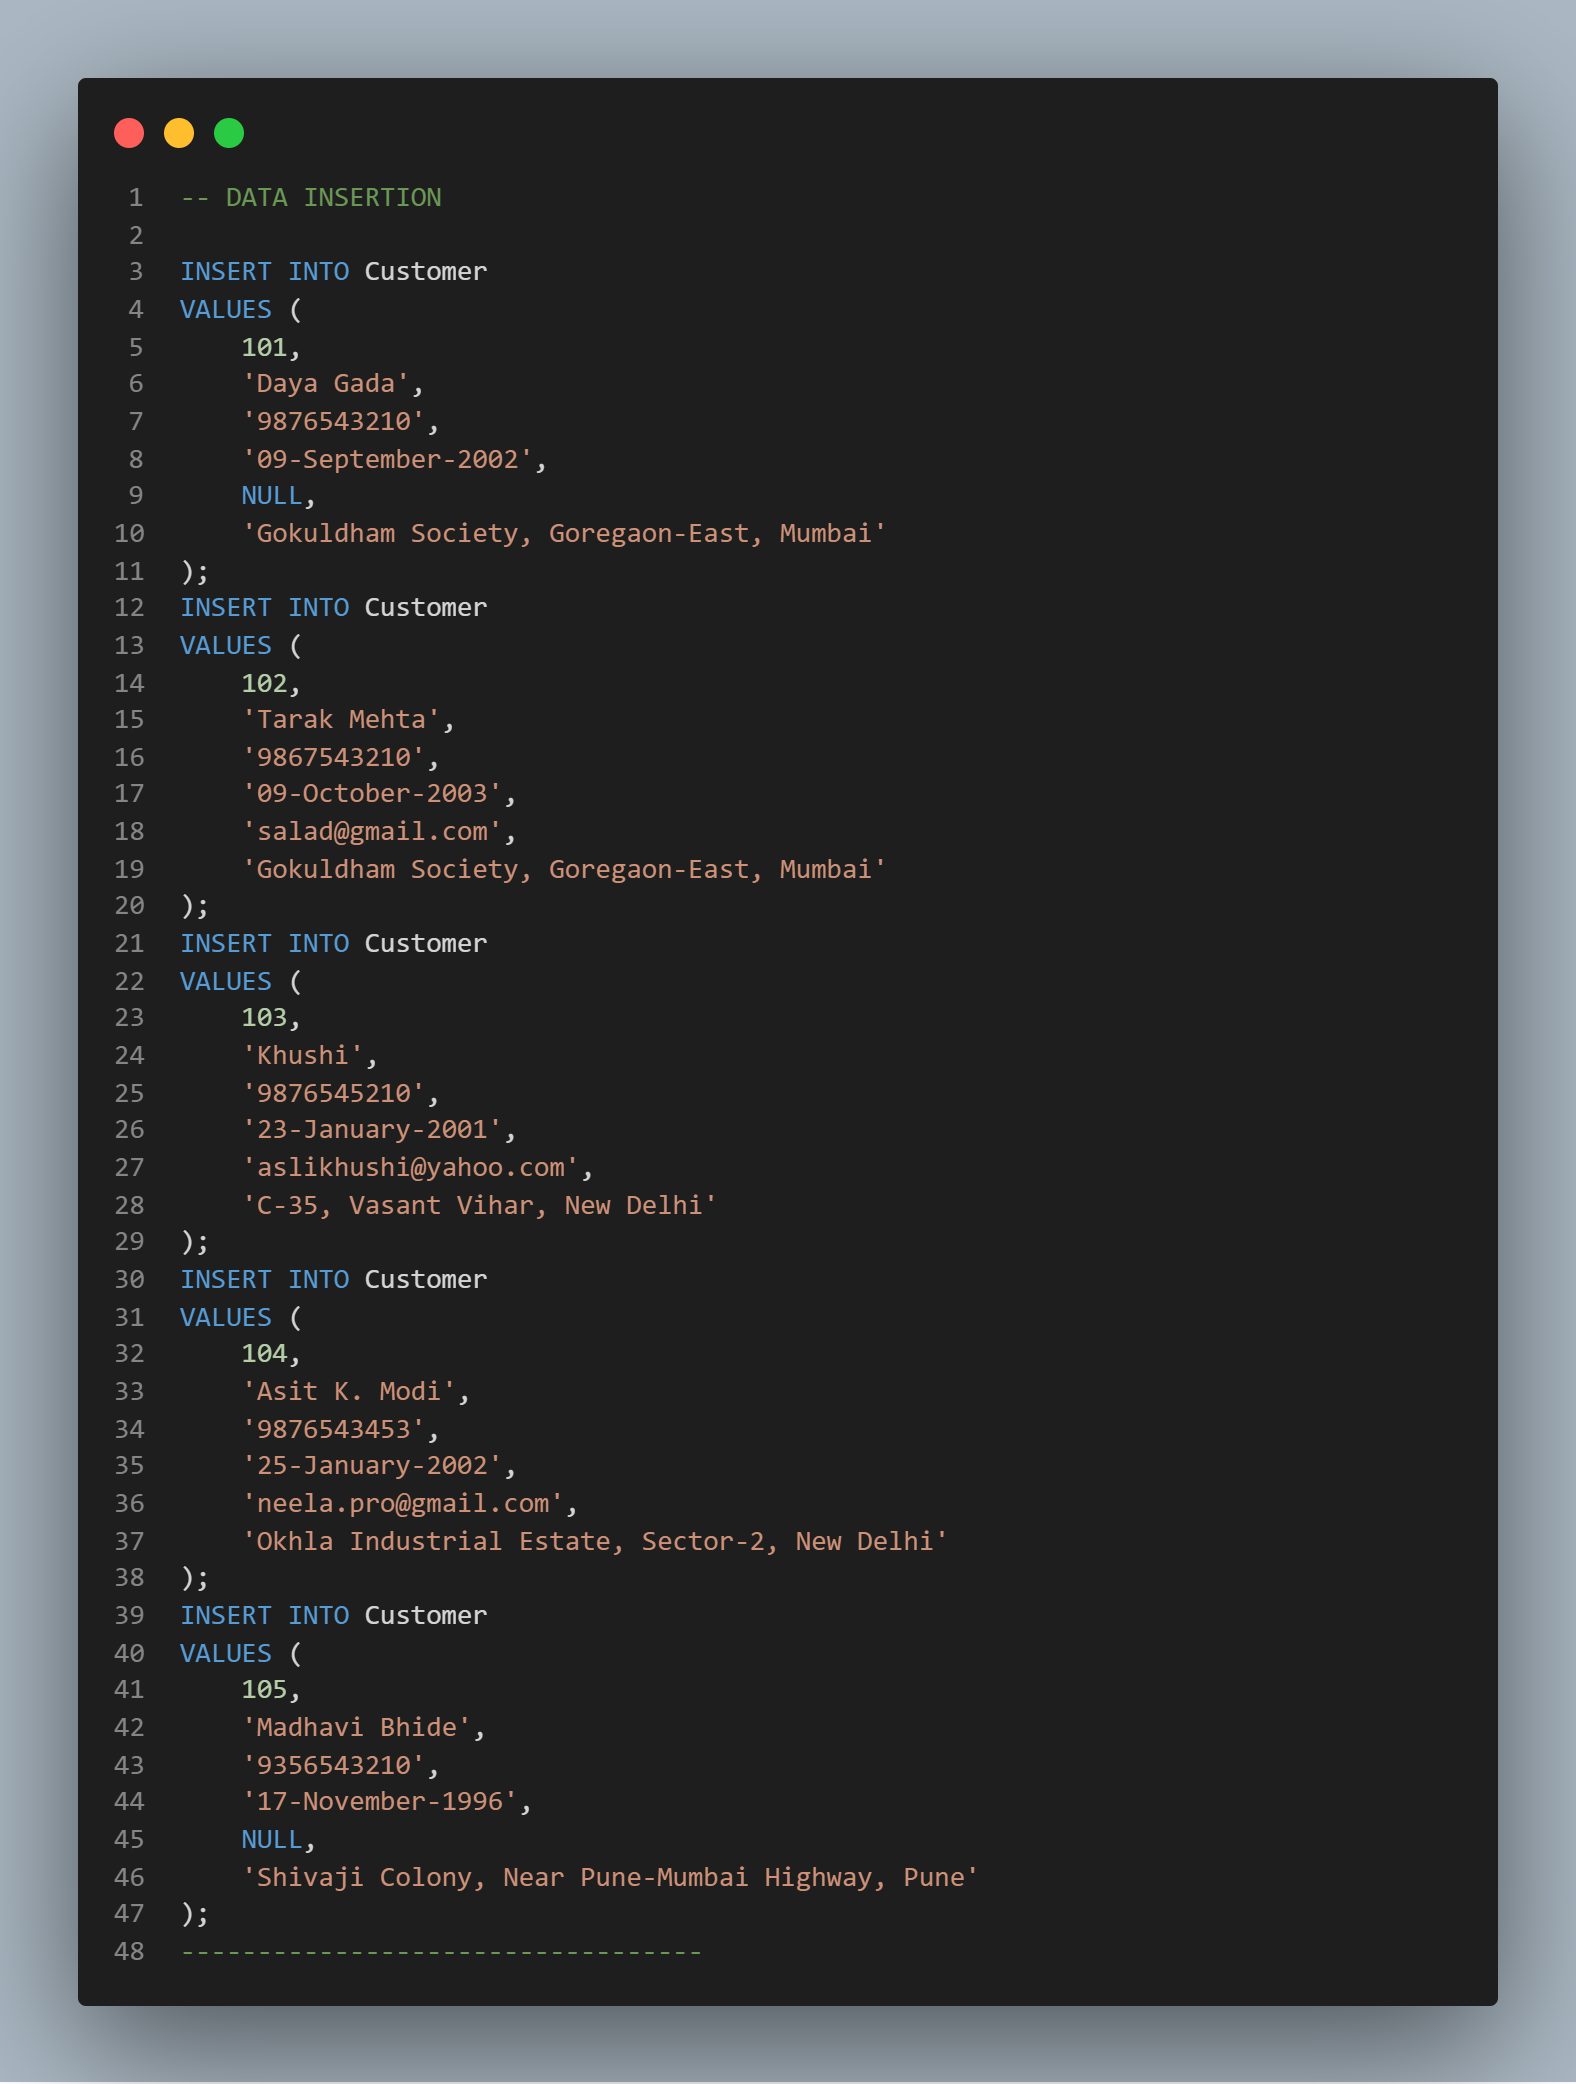 1 -- DATA INSERTION
2
3 INSERT INTO Customer
4 VALUES (
5     101,
6     'Daya Gada',
7     '9876543210',
8     '09-September-2002',
9     NULL,
10     'Gokuldham Society, Goregaon-East, Mumbai'
11 );
12 INSERT INTO Customer
13 VALUES (
14     102,
15     'Tarak Mehta',
16     '9867543210',
17     '09-October-2003',
18     'salad@gmail.com',
19     'Gokuldham Society, Goregaon-East, Mumbai'
20 );
21 INSERT INTO Customer
22 VALUES (
23     103,
24     'Khushi',
25     '9876545210',
26     '23-January-2001',
27     'aslikhushi@yahoo.com',
28     'C-35, Vasant Vihar, New Delhi'
29 );
30 INSERT INTO Customer
31 VALUES (
32     104,
33     'Asit K. Modi',
34     '9876543453',
35     '25-January-2002',
36     'neela.pro@gmail.com',
37     'Okhla Industrial Estate, Sector-2, New Delhi'
38 );
39 INSERT INTO Customer
40 VALUES (
41     105,
42     'Madhavi Bhide',
43     '9356543210',
44     '17-November-1996',
45     NULL,
46     'Shivaji Colony, Near Pune-Mumbai Highway, Pune'
47 );
48 ----------------------------------